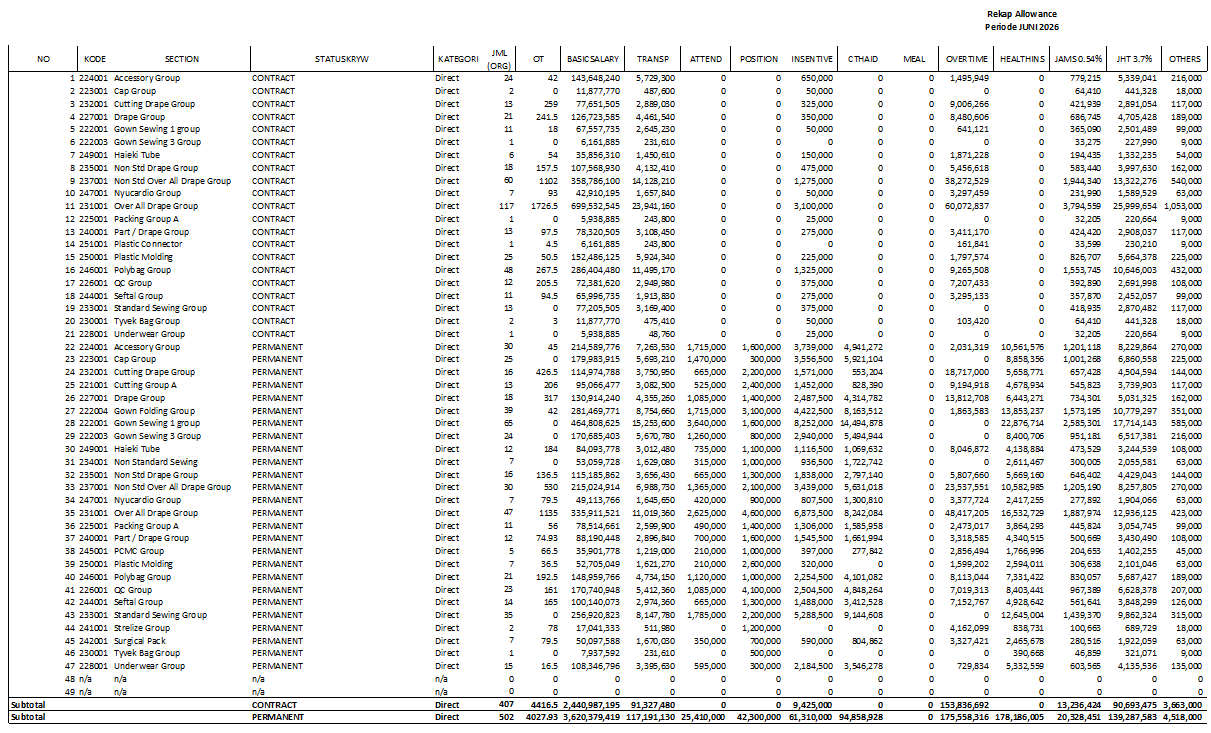 Rekap Allowance
Periode JUNI 2026
NO KODE SECTION STATUSKRYW KATEGORI JML (ORG) OT BASICSALARY TRANSP ATTEND POSITION INSENTIVE CTHAID MEAL OVERTIME HEALTHINS JAMS 0.54% JHT 3.7% OTHERS
1 224001 Accessory Group CONTRACT Direct 24 42 143,648,240 5,729,300 0 0 650,000 0 0 1,495,949 0 779,215 5,339,041 216,000
2 223001 Cap Group CONTRACT Direct 2 0 11,877,770 487,600 0 0 50,000 0 0 0 0 64,410 441,328 18,000
3 232001 Cutting Drape Group CONTRACT Direct 13 259 77,651,505 2,889,030 0 0 325,000 0 0 9,006,266 0 421,939 2,891,054 117,000
4 227001 Drape Group CONTRACT Direct 21 241.5 126,723,585 4,461,540 0 0 350,000 0 0 8,480,606 0 686,745 4,705,428 189,000
5 222001 Gown Sewing 1 group CONTRACT Direct 11 18 67,557,735 2,645,230 0 0 50,000 0 0 641,121 0 365,090 2,501,489 99,000
6 222003 Gown Sewing 3 Group CONTRACT Direct 1 0 6,161,885 231,610 0 0 0 0 0 0 0 33,275 227,990 9,000
7 249001 Haieki Tube CONTRACT Direct 6 54 35,856,310 1,450,610 0 0 150,000 0 0 1,871,228 0 194,435 1,332,235 54,000
8 235001 Non Std Drape Group CONTRACT Direct 18 157.5 107,568,930 4,132,410 0 0 475,000 0 0 5,456,618 0 583,440 3,997,630 162,000
9 237001 Non Std Over All Drape Group CONTRACT Direct 60 1102 358,786,100 14,128,210 0 0 1,275,000 0 0 38,272,529 0 1,944,340 13,322,276 540,000
10 247001 Nyucardio Group CONTRACT Direct 7 93 42,910,195 1,657,840 0 0 50,000 0 0 3,297,459 0 231,990 1,589,529 63,000
11 231001 Over All Drape Group CONTRACT Direct 117 1726.5 699,532,545 23,941,160 0 0 3,100,000 0 0 60,072,837 0 3,794,559 25,999,654 1,053,000
12 225001 Packing Group A CONTRACT Direct 1 0 5,938,885 243,800 0 0 25,000 0 0 0 0 32,205 220,664 9,000
13 240001 Part / Drape Group CONTRACT Direct 13 97.5 78,320,505 3,108,450 0 0 275,000 0 0 3,411,170 0 424,420 2,908,037 117,000
14 251001 Plastic Connector CONTRACT Direct 1 4.5 6,161,885 243,800 0 0 0 0 0 161,841 0 33,599 230,210 9,000
15 250001 Plastic Molding CONTRACT Direct 25 50.5 152,486,125 5,924,340 0 0 225,000 0 0 1,797,574 0 826,707 5,664,378 225,000
16 246001 Polybag Group CONTRACT Direct 48 267.5 286,404,480 11,495,170 0 0 1,325,000 0 0 9,265,508 0 1,553,745 10,646,003 432,000
17 226001 QC Group CONTRACT Direct 12 205.5 72,381,620 2,949,980 0 0 375,000 0 0 7,207,433 0 392,890 2,691,998 108,000
18 244001 Seftal Group CONTRACT Direct 11 94.5 65,996,735 1,913,830 0 0 275,000 0 0 3,295,133 0 357,870 2,452,057 99,000
19 233001 Standard Sewing Group CONTRACT Direct 13 0 77,205,505 3,169,400 0 0 375,000 0 0 0 0 418,935 2,870,482 117,000
20 230001 Tyvek Bag Group CONTRACT Direct 2 3 11,877,770 475,410 0 0 50,000 0 0 103,420 0 64,410 441,328 18,000
21 228001 Underwear Group CONTRACT Direct 1 0 5,938,885 48,760 0 0 25,000 0 0 0 0 32,205 220,664 9,000
22 224001 Accessory Group PERMANENT Direct 30 45 214,589,776 7,263,530 1,715,000 1,600,000 3,739,000 4,941,272 0 2,031,319 10,561,576 1,201,118 8,229,864 270,000
23 223001 Cap Group PERMANENT Direct 25 0 179,983,915 5,693,210 1,470,000 300,000 3,556,500 5,921,104 0 0 8,858,356 1,001,268 6,860,558 225,000
24 232001 Cutting Drape Group PERMANENT Direct 16 426.5 114,974,788 3,750,950 665,000 2,200,000 1,571,000 553,204 0 18,717,000 5,658,771 657,428 4,504,594 144,000
25 221001 Cutting Group A PERMANENT Direct 13 206 95,066,477 3,082,500 525,000 2,400,000 1,452,000 828,390 0 9,194,918 4,678,934 545,823 3,739,903 117,000
26 227001 Drape Group PERMANENT Direct 18 317 130,914,240 4,355,260 1,085,000 1,400,000 2,487,500 4,314,782 0 13,812,708 6,443,271 734,301 5,031,325 162,000
27 222004 Gown Folding Group PERMANENT Direct 39 42 281,469,771 8,754,660 1,715,000 3,100,000 4,422,500 8,163,512 0 1,863,583 13,853,237 1,573,195 10,779,297 351,000
28 222001 Gown Sewing 1 group PERMANENT Direct 65 0 464,808,625 15,253,600 3,640,000 1,600,000 8,252,000 14,494,878 0 0 22,876,714 2,585,301 17,714,143 585,000
29 222003 Gown Sewing 3 Group PERMANENT Direct 24 0 170,685,403 5,670,780 1,260,000 800,000 2,940,000 5,494,944 0 0 8,400,706 951,181 6,517,381 216,000
30 249001 Haieki Tube PERMANENT Direct 12 184 84,093,778 3,012,480 735,000 1,100,000 1,116,500 1,069,632 0 8,046,872 4,138,884 473,529 3,244,539 108,000
31 234001 Non Standard Sewing PERMANENT Direct 7 0 53,059,728 1,629,080 315,000 1,000,000 936,500 1,722,742 0 0 2,611,467 300,005 2,055,581 63,000
32 235001 Non Std Drape Group PERMANENT Direct 16 136.5 115,185,862 3,656,430 665,000 1,300,000 1,838,000 2,797,140 0 5,807,660 5,669,160 646,402 4,429,043 144,000
33 237001 Non Std Over All Drape Group PERMANENT Direct 30 530 215,024,914 6,988,730 1,365,000 2,100,000 3,439,000 5,631,018 0 23,537,551 10,582,985 1,205,190 8,257,805 270,000
34 247001 Nyucardio Group PERMANENT Direct 7 79.5 49,113,766 1,645,650 420,000 900,000 807,500 1,300,810 0 3,377,724 2,417,255 277,892 1,904,066 63,000
35 231001 Over All Drape Group PERMANENT Direct 47 1135 335,911,521 11,019,360 2,625,000 4,600,000 6,873,500 8,242,084 0 48,417,205 16,532,729 1,887,974 12,936,125 423,000
36 225001 Packing Group A PERMANENT Direct 11 56 78,514,661 2,599,900 490,000 1,400,000 1,306,000 1,585,958 0 2,473,017 3,864,293 445,824 3,054,745 99,000
37 240001 Part / Drape Group PERMANENT Direct 12 74.93 88,190,448 2,896,840 700,000 1,600,000 1,545,500 1,661,994 0 3,318,585 4,340,515 500,669 3,430,490 108,000
38 245001 PCMC Group PERMANENT Direct 5 66.5 35,901,778 1,219,000 210,000 1,000,000 397,000 277,842 0 2,856,494 1,766,996 204,653 1,402,255 45,000
39 250001 Plastic Molding PERMANENT Direct 7 36.5 52,705,049 1,621,270 210,000 2,600,000 320,000 0 0 1,599,202 2,594,011 306,638 2,101,046 63,000
40 246001 Polybag Group PERMANENT Direct 21 192.5 148,959,766 4,734,150 1,120,000 1,000,000 2,254,500 4,101,082 0 8,113,044 7,331,422 830,057 5,687,427 189,000
41 226001 QC Group PERMANENT Direct 23 161 170,740,948 5,412,360 1,085,000 4,100,000 2,504,500 4,848,264 0 7,019,313 8,403,541 967,389 6,628,378 207,000
42 244001 Seftal Group PERMANENT Direct 14 165 100,140,073 2,974,360 665,000 1,300,000 1,488,000 3,412,528 0 7,152,767 4,928,642 561,641 3,848,299 126,000
43 233001 Standard Sewing Group PERMANENT Direct 35 0 256,920,823 8,147,780 1,785,000 2,200,000 5,288,500 9,144,608 0 0 12,645,004 1,439,370 9,862,324 315,000
44 241001 Strelize Group PERMANENT Direct 2 78 17,041,333 511,980 0 1,200,000 0 0 0 4,162,099 838,731 100,663 689,729 18,000
45 242001 Surgical Pack PERMANENT Direct 7 79.5 50,097,588 1,670,030 350,000 700,000 590,000 804,862 0 3,327,421 2,465,678 280,516 1,922,059 63,000
46 230001 Tyvek Bag Group PERMANENT Direct 1 0 7,937,592 231,610 0 500,000 0 0 0 0 390,668 46,859 321,071 9,000
47 228001 Underwear Group PERMANENT Direct 15 16.5 108,346,796 3,395,630 595,000 300,000 2,184,500 3,546,278 0 729,834 5,332,559 603,565 4,135,536 135,000
48 n/a n/a n/a n/a 0 0 0 0 0 0 0 0 0 0 0 0 0 0
49 n/a n/a n/a n/a 0 0 0 0 0 0 0 0 0 0 0 0 0 0
Subtotal CONTRACT Direct 407 4416.5 2,440,987,195 91,327,480 0 0 9,425,000 0 0 153,836,692 0 13,236,424 90,693,475 3,663,000
Subtotal PERMANENT Direct 502 4027.93 3,620,379,419 117,191,130 25,410,000 42,300,000 61,310,000 94,858,928 0 175,558,316 178,186,005 20,328,451 139,287,583 4,518,000